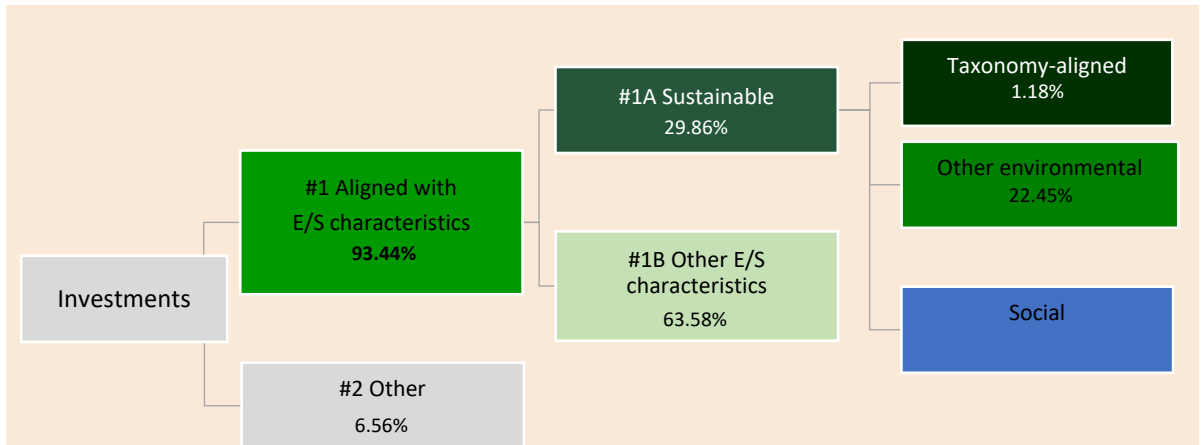 Investments
#1 Aligned with
E/S characteristics
93.44%
#2 Other
6.56%
#1A Sustainable
29.86%
#1B Other E/S
characteristics
63.58%
Taxonomy-aligned
1.18%
Other environmental
22.45%
Social